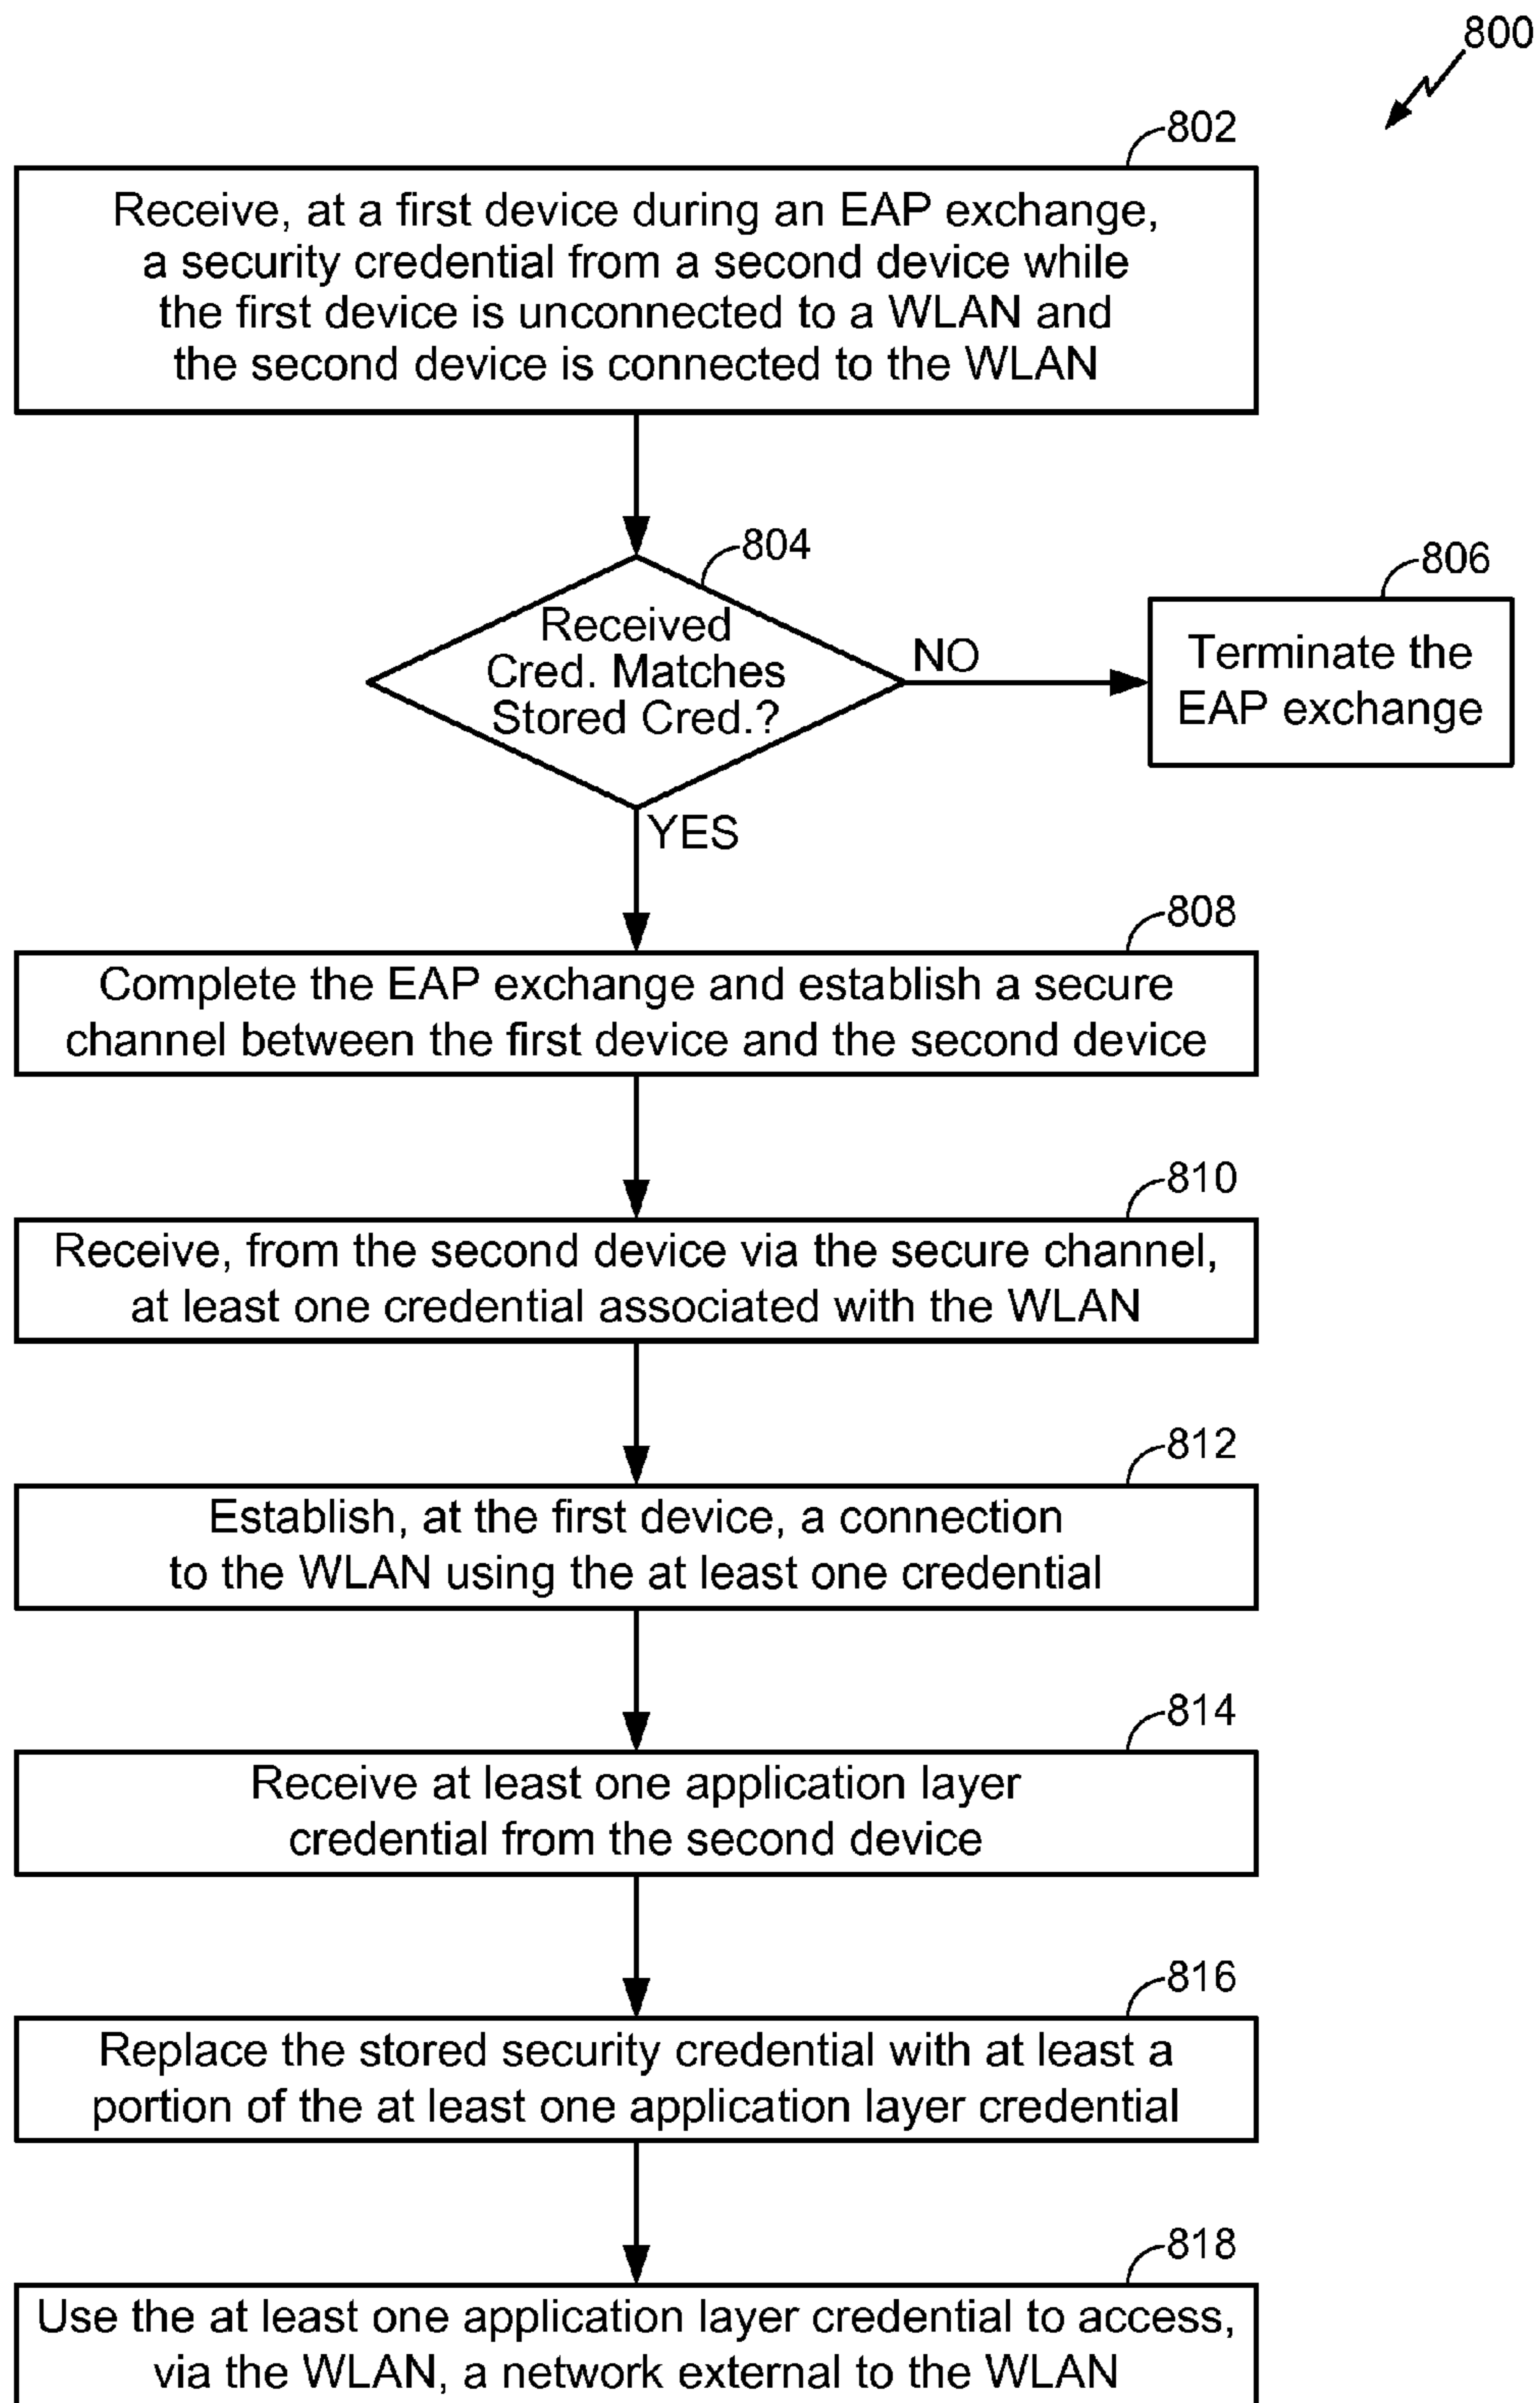 800
802
Receive, at a first device during an EAP exchange,
a security credential from a second device while
the first device is unconnected to a WLAN and
the second device is connected to the WLAN
804
Received
Cred. Matches
Stored Cred.?
NO
806
Terminate the
EAP exchange
YES
808
Complete the EAP exchange and establish a secure
channel between the first device and the second device
810
Receive, from the second device via the secure channel,
at least one credential associated with the WLAN
812
Establish, at the first device, a connection
to the WLAN using the at least one credential
814
Receive at least one application layer
credential from the second device
816
Replace the stored security credential with at least a
portion of the at least one application layer credential
818
Use the at least one application layer credential to access,
via the WLAN, a network external to the WLAN